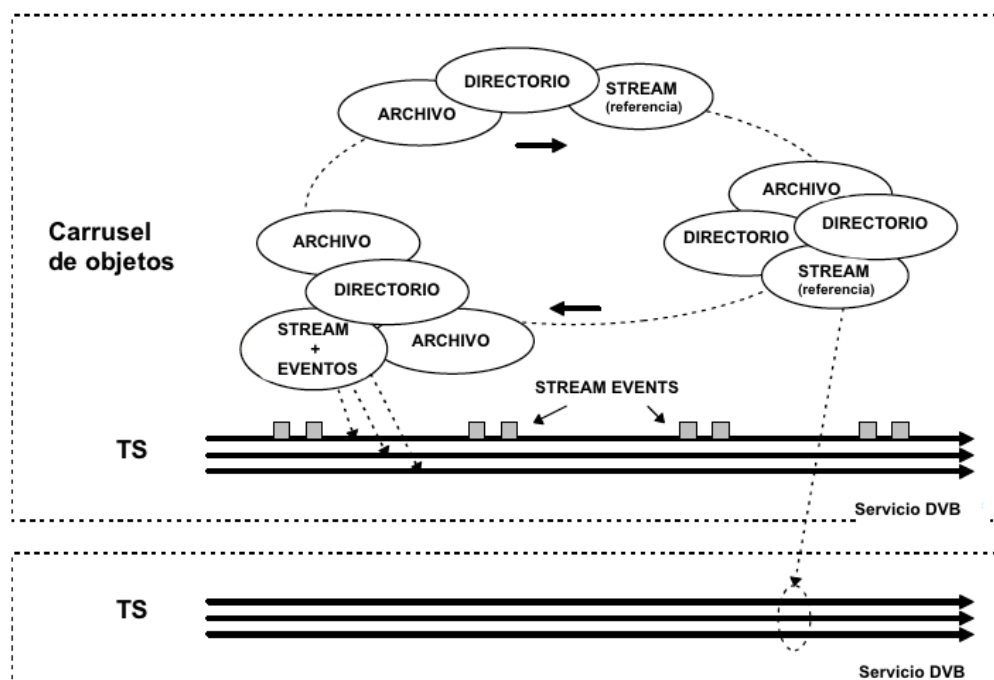 DIRECTORIO
STREAM
(referencia)
ARCHIVO
ARCHIVO
DIRECTORIO
DIRECTORIO
STREAM
(referencia)
Carrusel
de objetos
ARCHIVO
DIRECTORIO
STREAM
+
EVENTOS
ARCHIVO
STREAM EVENTS
TS
Servicio DVB
TS
Servicio DVB